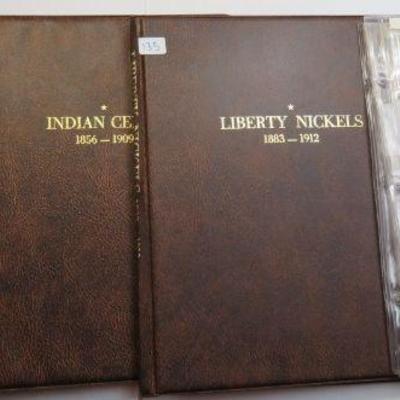 135
INDIAN CE
1856 — 1909
LIBERTY NICKELS
1883 — 1912